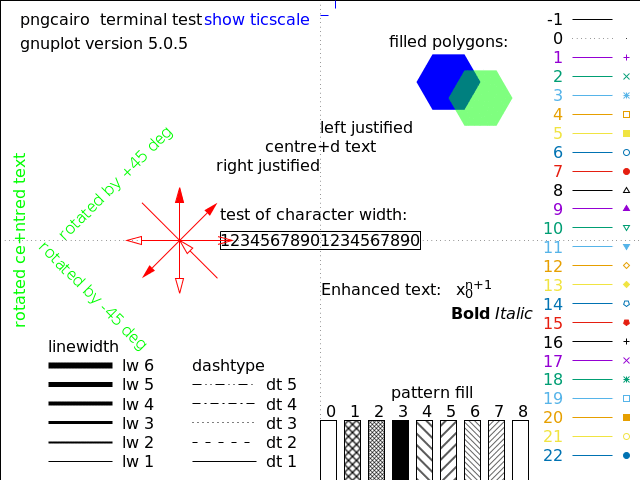 pngcairo  terminal test
show ticscale
gnuplot version 5.0.5
filled polygons:
left justified
centre+d text
right justified
rotated ce+ntred text
rotated by +45 deg
rotated by -45 deg
test of character width:
12345678901234567890
Enhanced text:   x₀ⁿ⁺¹
Bold Italic
linewidth
lw 6
lw 5
lw 4
lw 3
lw 2
lw 1
dashtype
dt 5
dt 4
dt 3
dt 2
dt 1
pattern fill
0 1 2 3 4 5 6 7 8
-1
0
1
2
3
4
5
6
7
8
9
10
11
12
13
14
15
16
17
18
19
20
21
22